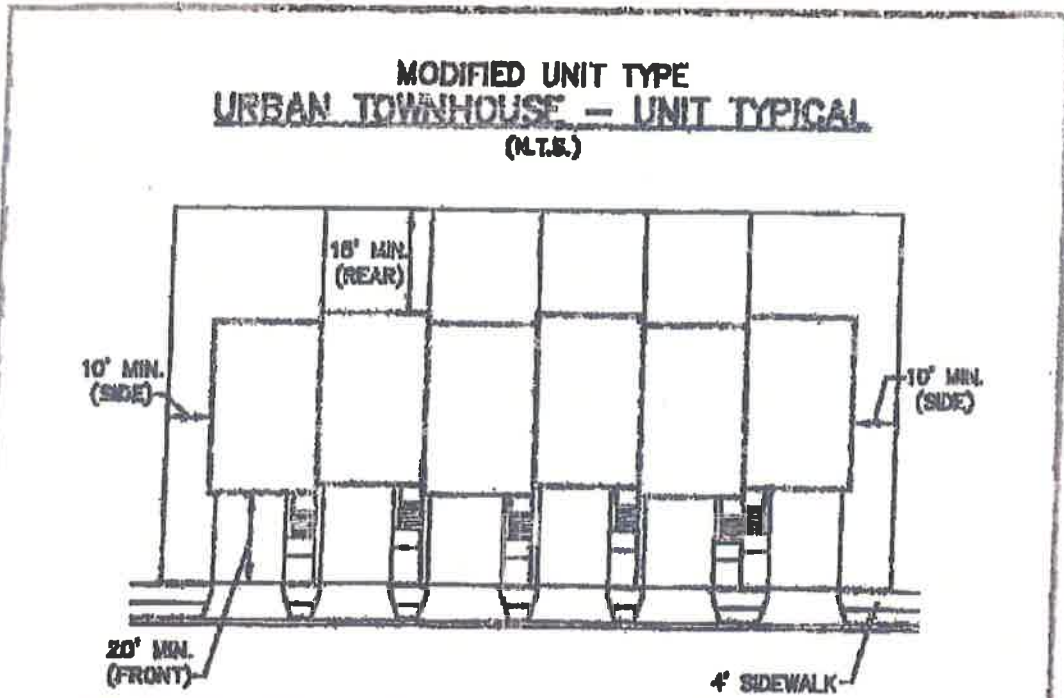 MODIFIED UNIT TYPE
URBAN TOWNHOUSE - UNIT TYPICAL
(N.T.S.)
MIN.
(REAR)
10' MIN.
(SIDE)
10' MIN.
(SIDE)
20' MIN.
(FRONT)
4' SIDEWALK